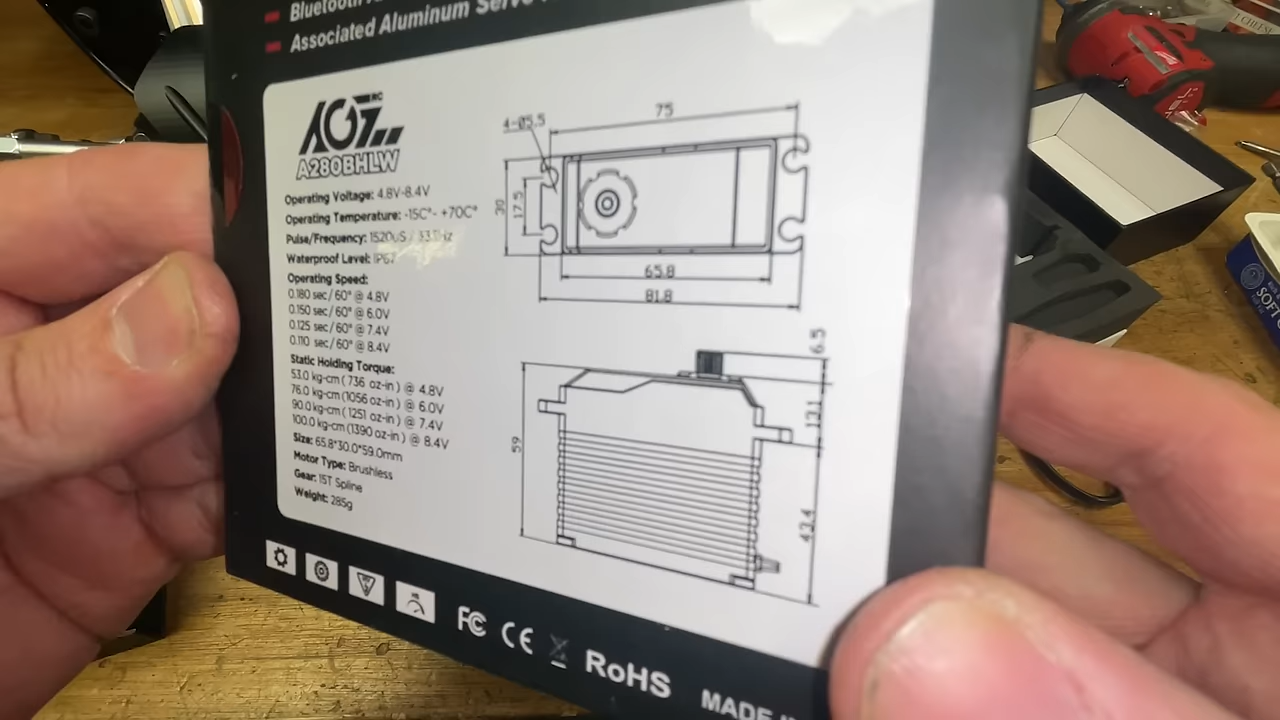 Associated Aluminum
AGF RC
A280BHLW
Operating Voltage: 4.8V-8.4V
Operating Temperature: -15C°- +70C°
Pulse/Frequency: 1520uS /
Waterproof Level: IP67
Operating Speed:
0.180 sec/60° @ 4.8V
0.150 sec/60° @ 6.0V
0.125 sec/60° @ 7.4V
0.110 sec/60° @ 8.4V
Static Holding Torque:
53.0 kg-cm ( 736 oz-in ) @ 4.8V
76.0 kg-cm (1056 oz-in ) @ 6.0V
90.0 kg-cm ( 1251 oz-in ) @ 7.4V
100.0 kg-cm (1390 oz-in ) @ 8.4V
Size: 65.8*30.0*59.0mm
Motor Type: Brushless
Gear: 15T Spline
Weight: 285g
75
4-Ø5.5
30
17.5
65.8
81.8
6.5
59
43.4
FC CE RoHS MADE